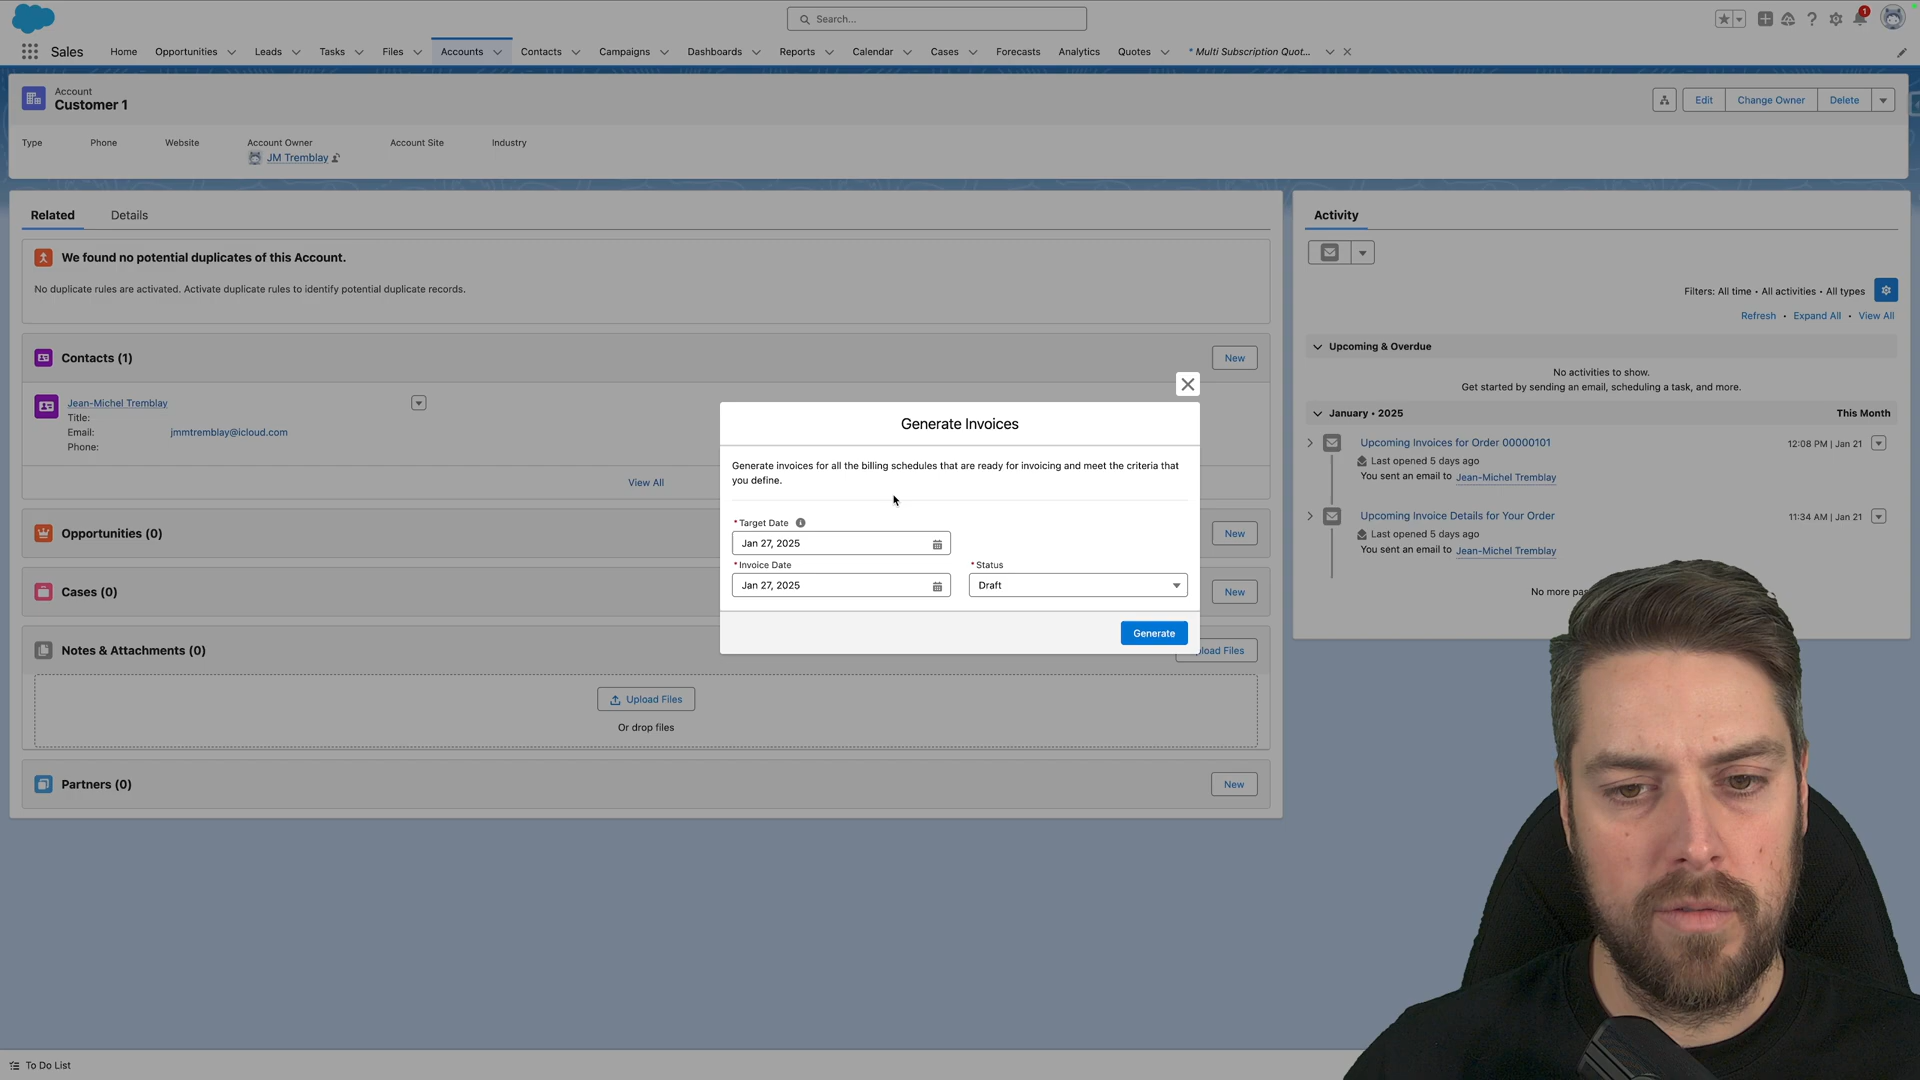 Search...
1
Sales
Home
Opportunities
Leads
Tasks
Files
Accounts
Contacts
Campaigns
Dashboards
Reports
Calendar
Cases
Forecasts
Analytics
Quotes
* Multi Subscription Quot...
Account
Customer 1
Edit
Change Owner
Delete
Type
Phone
Website
Account Owner
Account Site
Industry
JM Tremblay
Related
Details
We found no potential duplicates of this Account.
No duplicate rules are activated. Activate duplicate rules to identify potential duplicate records.
Contacts (1)
New
Jean-Michel Tremblay
Title:
Email:
jmmtremblay@icloud.com
Phone:
View All
Opportunities (0)
New
Cases (0)
New
Notes & Attachments (0)
pload Files
Upload Files
Or drop files
Partners (0)
New
Generate Invoices
Generate invoices for all the billing schedules that are ready for invoicing and meet the criteria that
you define.
* Target Date
Jan 27, 2025
* Invoice Date
Jan 27, 2025
* Status
Draft
Generate
Activity
Filters: All time • All activities • All types
Refresh • Expand All • View All
Upcoming & Overdue
No activities to show.
Get started by sending an email, scheduling a task, and more.
January • 2025
This Month
Upcoming Invoices for Order 00000101
12:08 PM | Jan 21
Last opened 5 days ago
You sent an email to Jean-Michel Tremblay
Upcoming Invoice Details for Your Order
11:34 AM | Jan 21
Last opened 5 days ago
You sent an email to Jean-Michel Tremblay
No more pa
To Do List